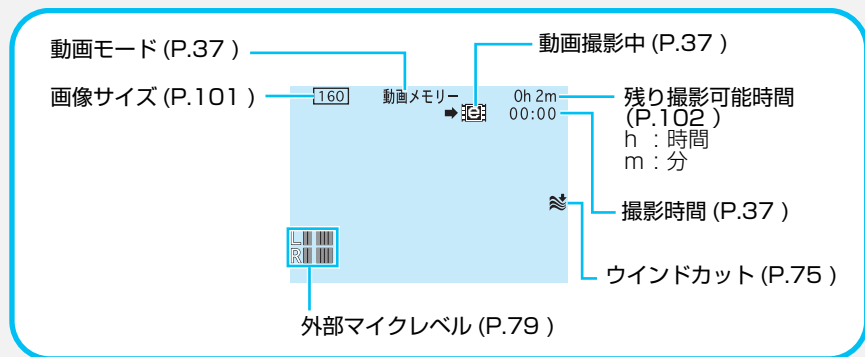 動画モード (P.37 )
動画撮影中 (P.37 )
画像サイズ (P.101 )
160
動画メモリー
0h 2m
00:00
残り撮影可能時間
(P.102 )
h :時間
m :分
撮影時間 (P.37 )
L
R
ウインドカット (P.75 )
外部マイクレベル (P.79 )